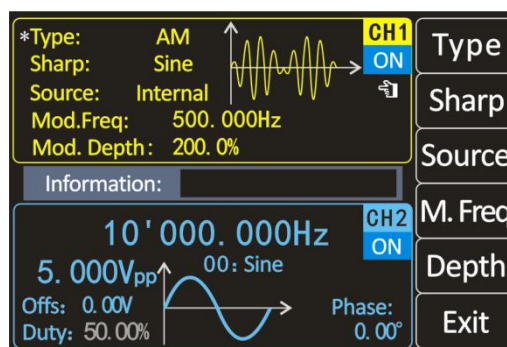 *Type: AM
CH1
Sharp: Sine
ON
Source: Internal
Mod.Freq: 500.000Hz
Mod. Depth: 200.0%
Information:
CH2
10'000.000Hz
ON
5.000Vpp
00: Sine
Offs: 0.00V
Phase:
Duty: 50.00%
0.00°
Type
Sharp
Source
M. Freq
Depth
Exit